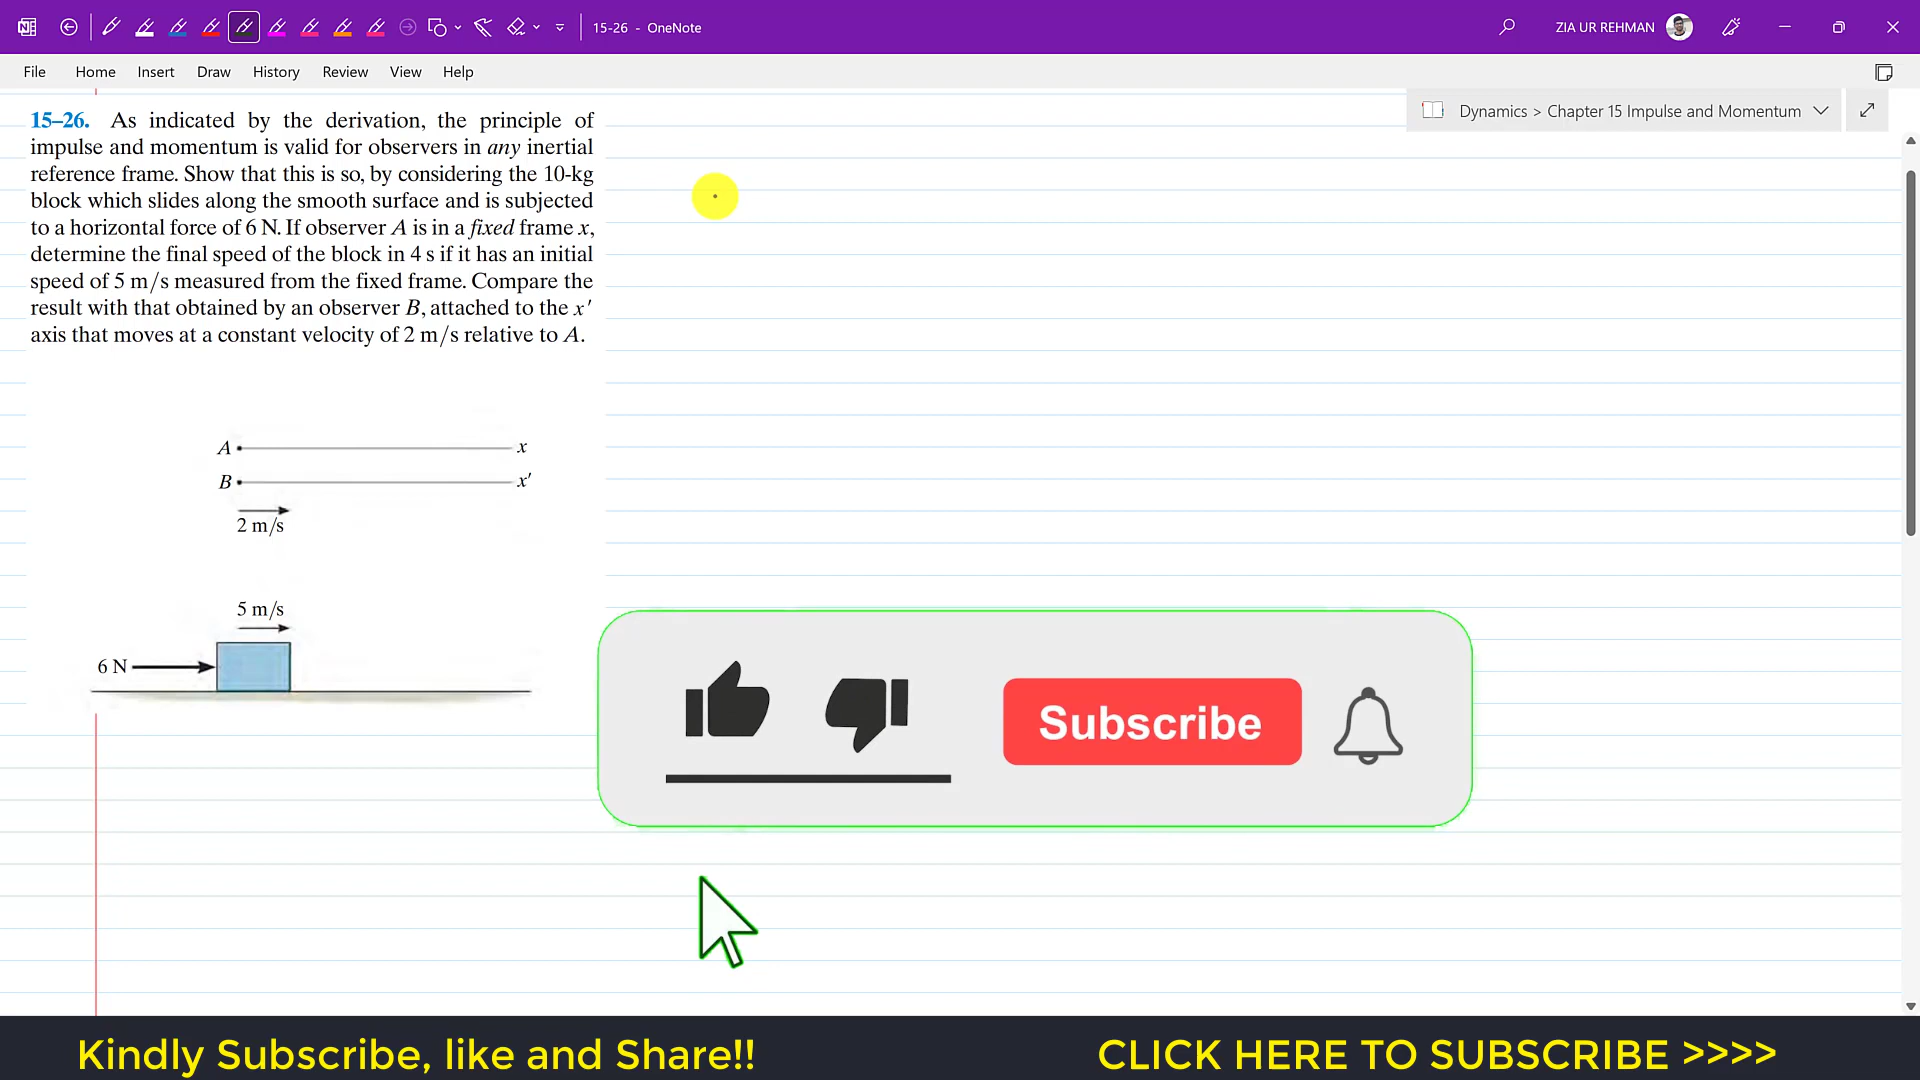 15-26 - OneNote
ZIA UR REHMAN
File Home Insert Draw History Review View Help
Dynamics > Chapter 15 Impulse and Momentum
15–26. As indicated by the derivation, the principle of
impulse and momentum is valid for observers in any inertial
reference frame. Show that this is so, by considering the 10-kg
block which slides along the smooth surface and is subjected
to a horizontal force of 6 N. If observer A is in a fixed frame x,
determine the final speed of the block in 4 s if it has an initial
speed of 5 m/s measured from the fixed frame. Compare the
result with that obtained by an observer B, attached to the x′
axis that moves at a constant velocity of 2 m/s relative to A.
A x
B x′
2 m/s
5 m/s
6 N
Subscribe
Kindly Subscribe, like and Share!!
CLICK HERE TO SUBSCRIBE >>>>